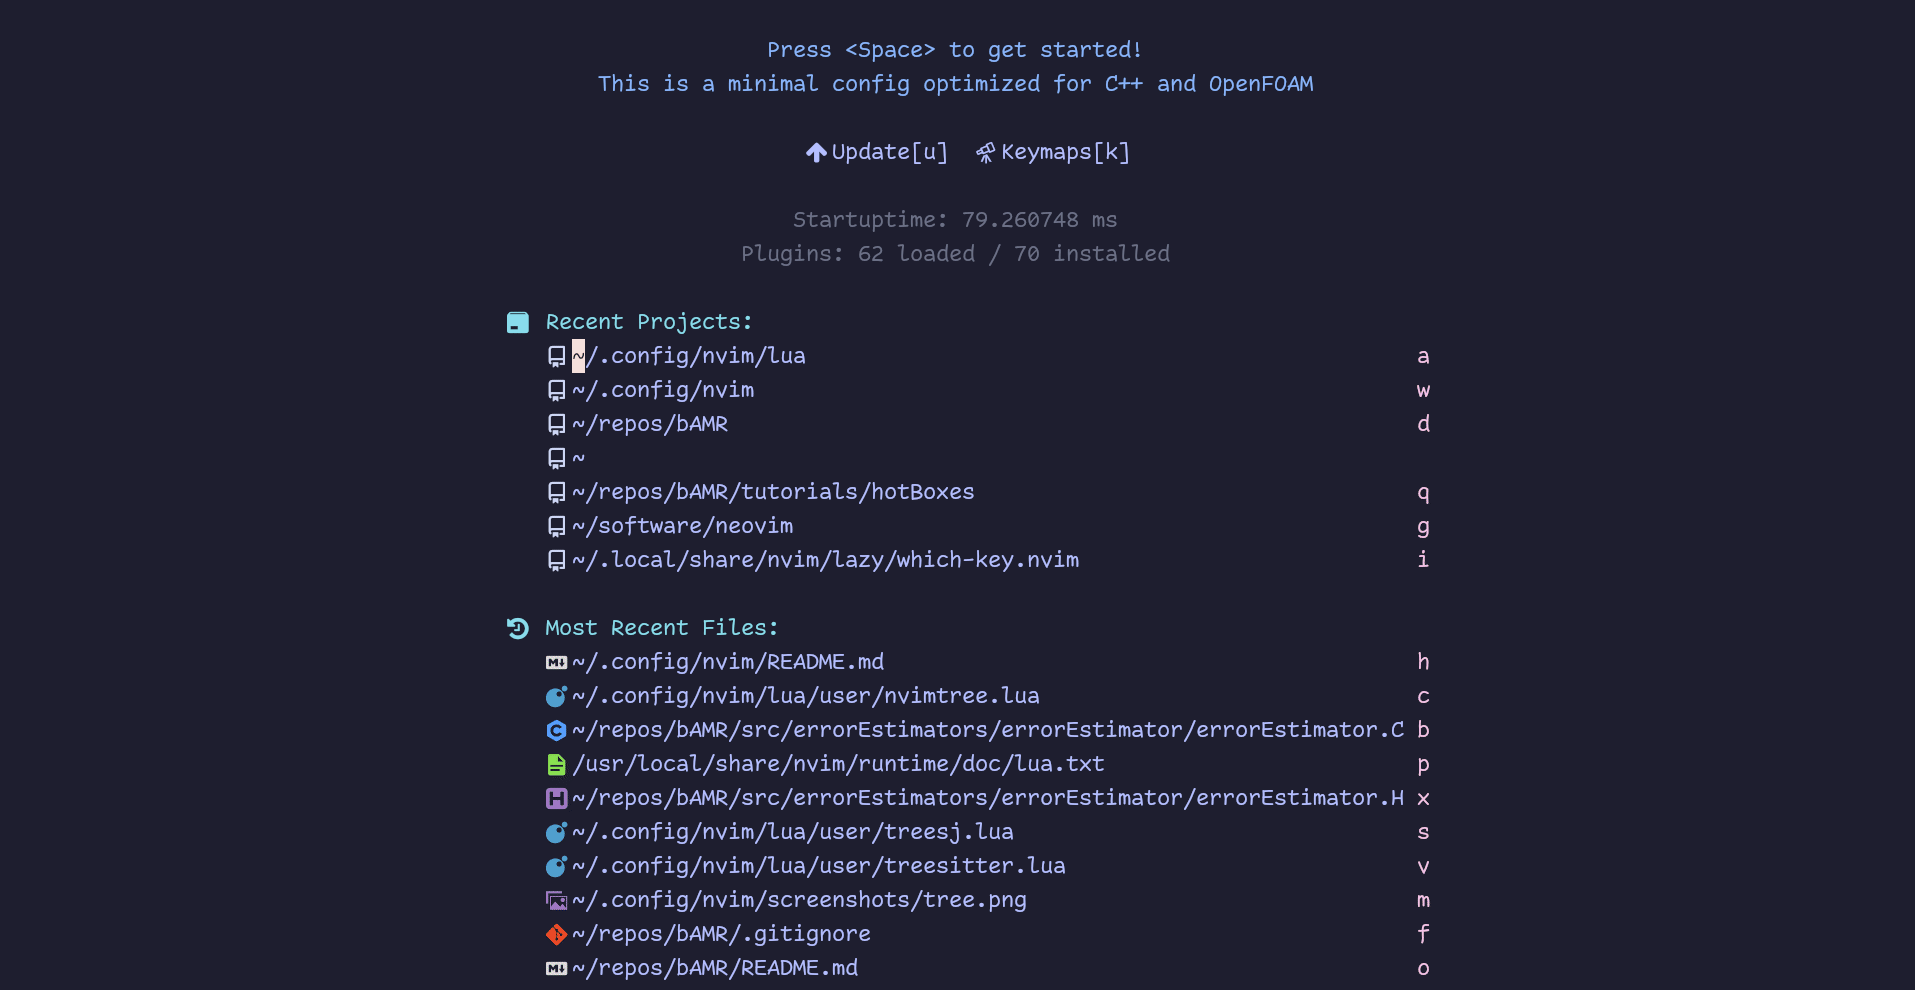 Press <Space> to get started!
This is a minimal config optimized for C++ and OpenFOAM
Update[u] Keymaps[k]
Startuptime: 79.260748 ms
Plugins: 62 loaded / 70 installed
Recent Projects:
~/.config/nvim/lua a
~/.config/nvim w
~/repos/bAMR d
~
~/repos/bAMR/tutorials/hotBoxes q
~/software/neovim g
~/.local/share/nvim/lazy/which-key.nvim i
Most Recent Files:
~/.config/nvim/README.md h
~/.config/nvim/lua/user/nvimtree.lua c
~/repos/bAMR/src/errorEstimators/errorEstimator/errorEstimator.C b
/usr/local/share/nvim/runtime/doc/lua.txt p
~/repos/bAMR/src/errorEstimators/errorEstimator/errorEstimator.H x
~/.config/nvim/lua/user/treesj.lua s
~/.config/nvim/lua/user/treesitter.lua v
~/.config/nvim/screenshots/tree.png m
~/repos/bAMR/.gitignore f
~/repos/bAMR/README.md o